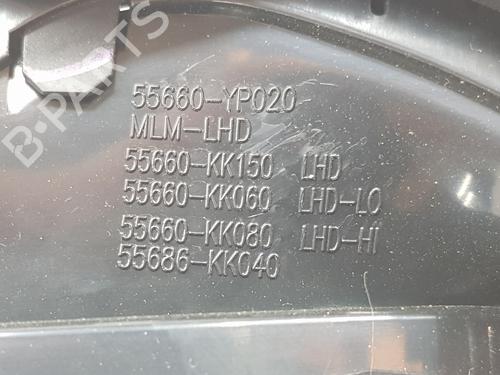 B-PARTS
55660-YP020
MLM-LHD
55660-KK150 LHD
55660-KK060 LHD-LO
55660-KK080 LHD-HI
55686-KK040